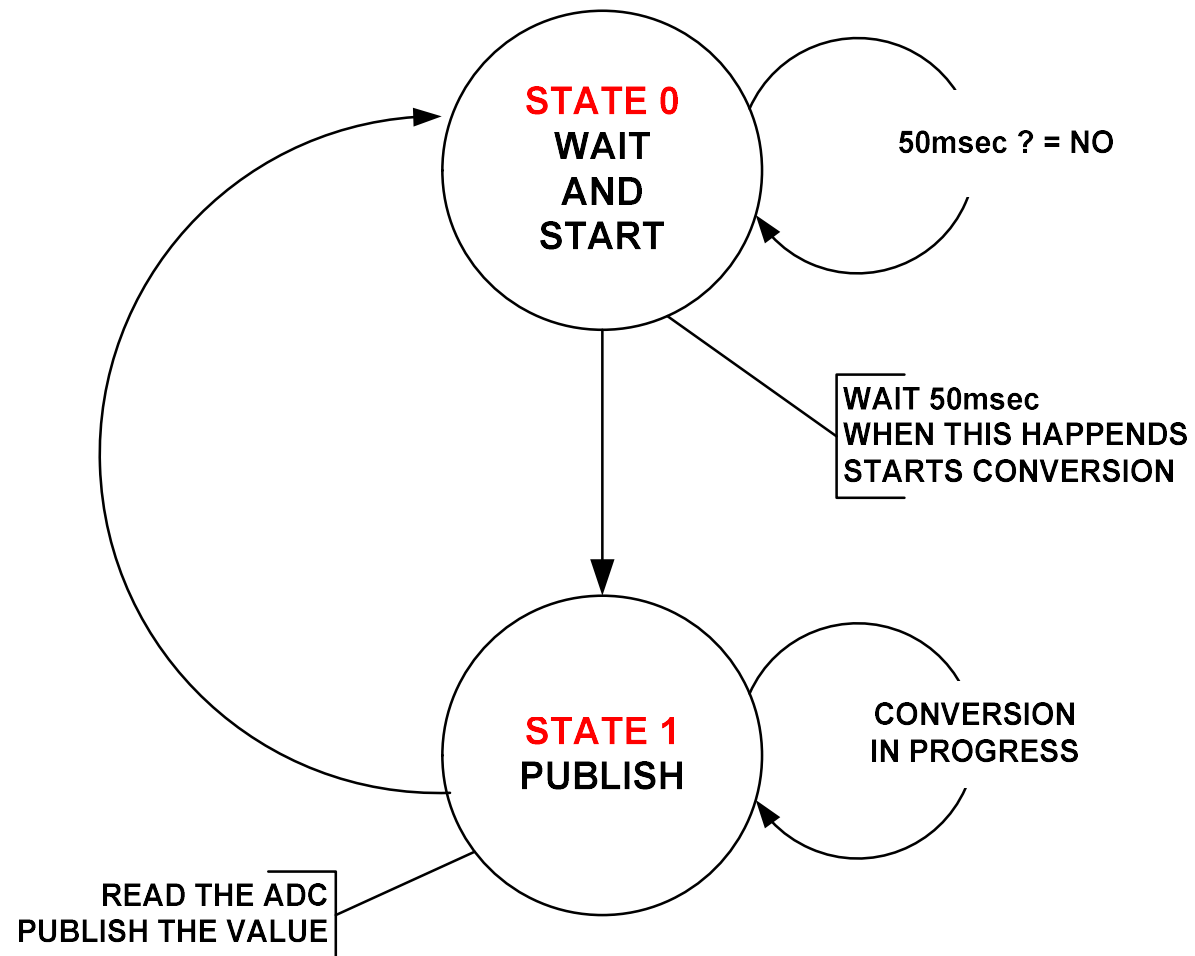 STATE 0
WAIT
AND
START
50msec ? = NO
WAIT 50msec
WHEN THIS HAPPENDS
STARTS CONVERSION
STATE 1
PUBLISH
CONVERSION
IN PROGRESS
READ THE ADC
PUBLISH THE VALUE